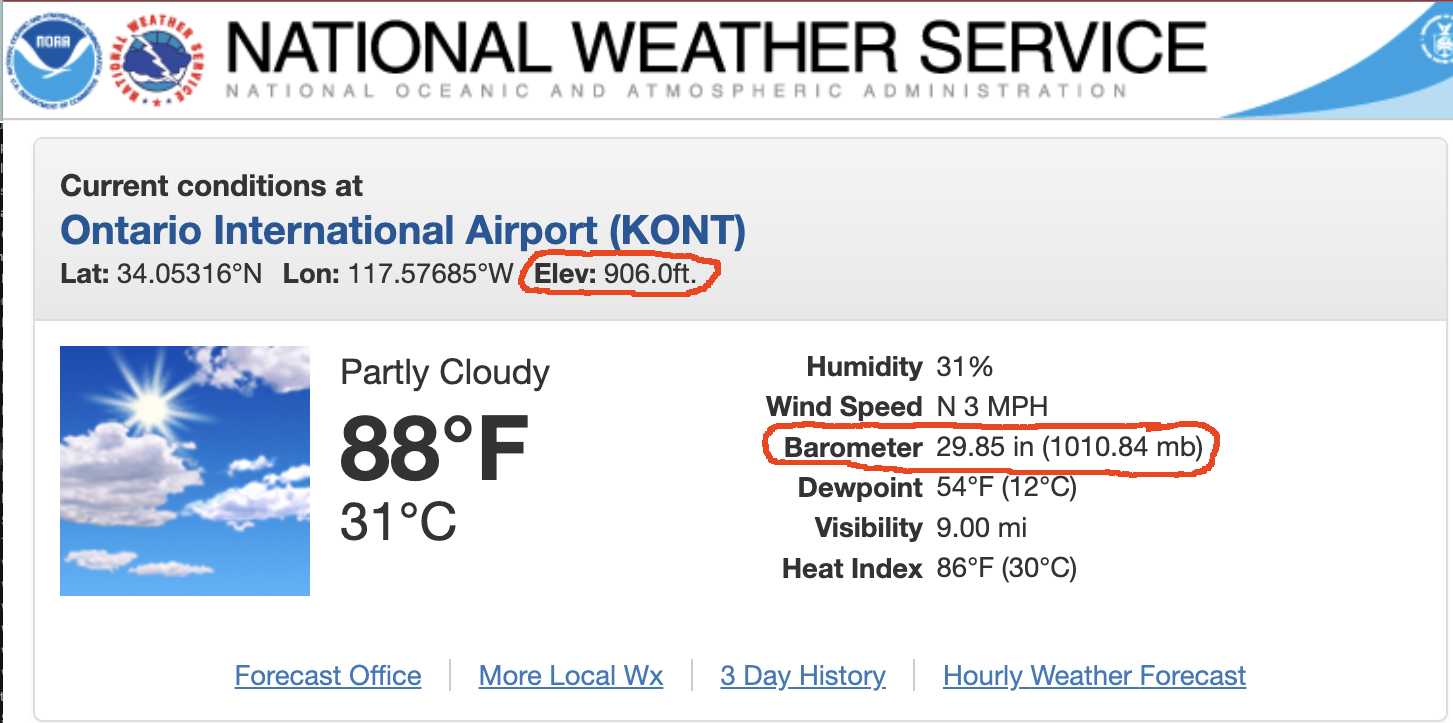 NOAA
NATIONAL WEATHER SERVICE
NATIONAL WEATHER SERVICE
NATIONAL OCEANIC AND ATMOSPHERIC ADMINISTRATION
Current conditions at
Ontario International Airport (KONT)
Lat: 34.05316°N Lon: 117.57685°W Elev: 906.0ft.
Partly Cloudy
88°F
31°C
Humidity 31%
Wind Speed N 3 MPH
Barometer 29.85 in (1010.84 mb)
Dewpoint 54°F (12°C)
Visibility 9.00 mi
Heat Index 86°F (30°C)
Forecast Office
More Local Wx
3 Day History
Hourly Weather Forecast